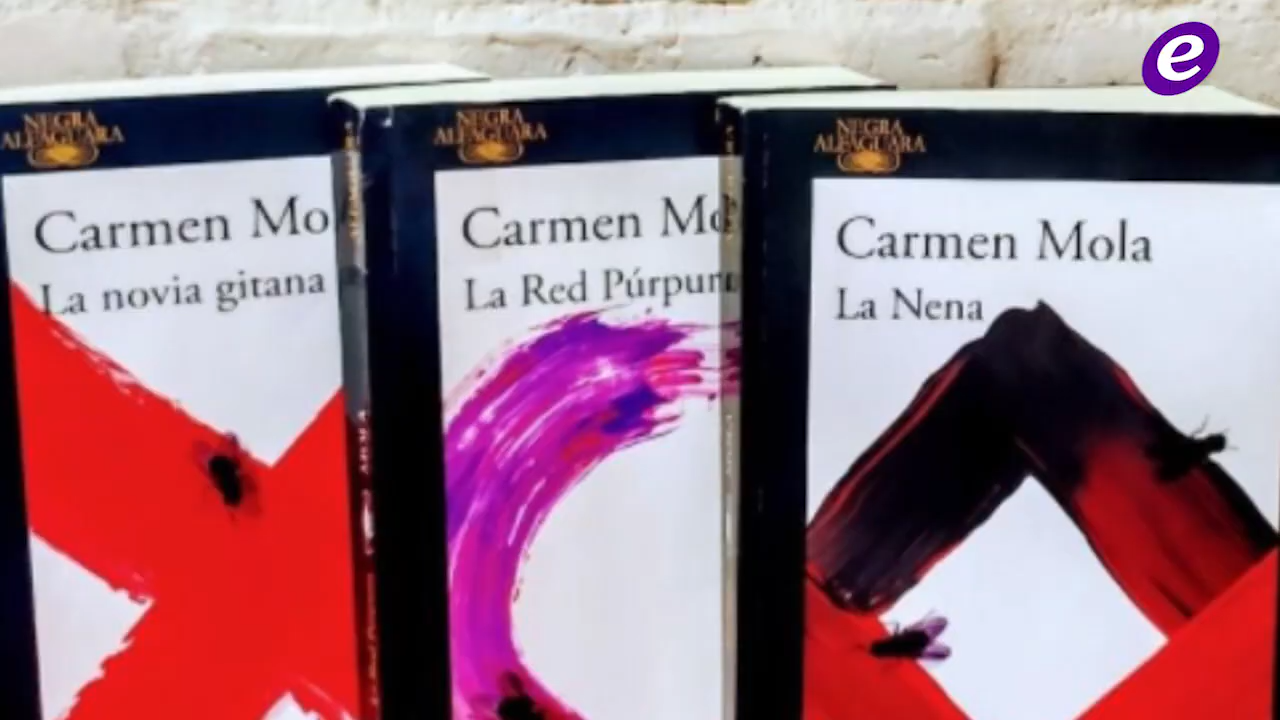 e
NEGRA
ALFAGUARA
Carmen Mo
La novia gitana
NEGRA
ALFAGUARA
Carmen Mo
La Red Púrpur
NEGRA
ALFAGUARA
Carmen Mola
La Nena